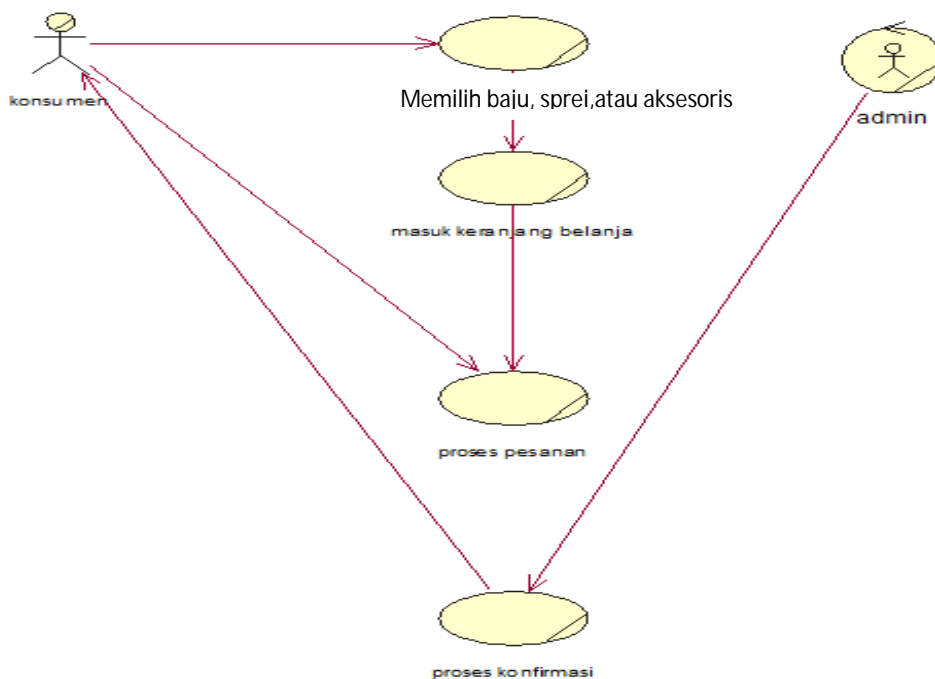 konsumen
Memilih baju, sprei,atau aksesoris
admin
masuk keranjang belanja
proses pesanan
proses konfirmasi